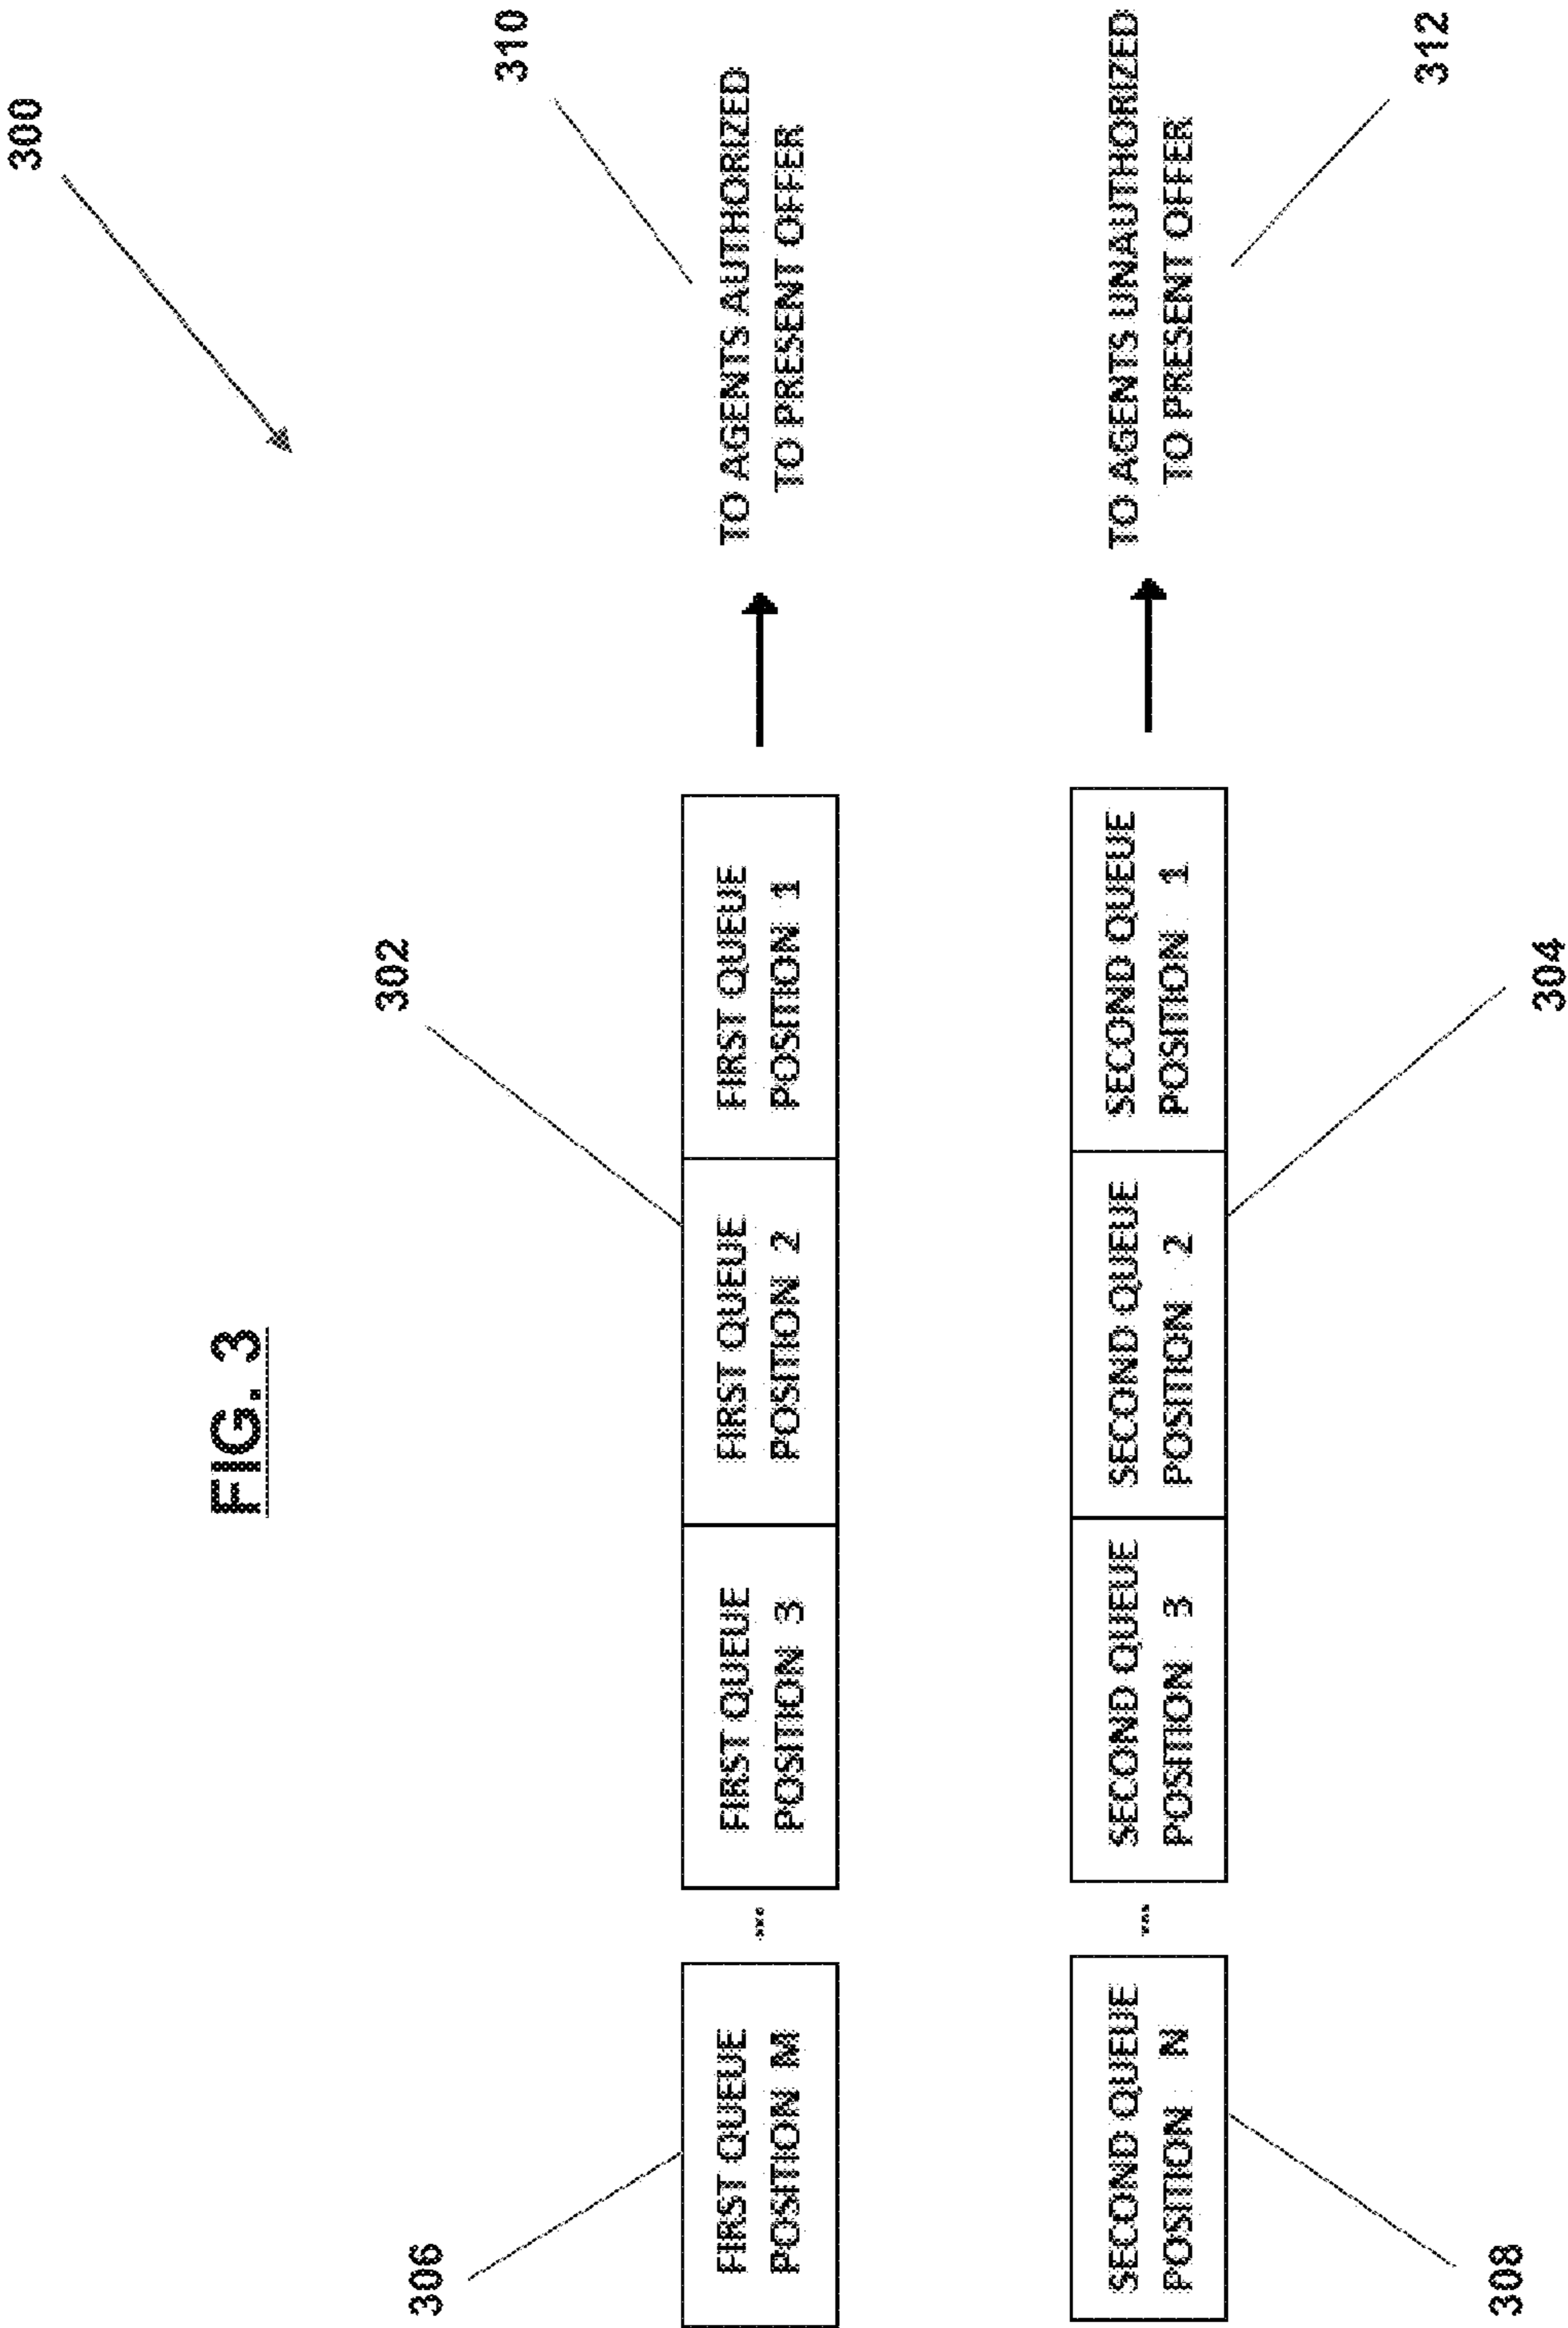 FIG. 3
300
302
306
310
FIRST QUEUE
POSITION M
...
FIRST QUEUE
POSITION 3
FIRST QUEUE
POSITION 2
FIRST QUEUE
POSITION 1
TO AGENTS AUTHORIZED
TO PRESENT OFFER
SECOND QUEUE
POSITION N
...
SECOND QUEUE
POSITION 3
SECOND QUEUE
POSITION 2
SECOND QUEUE
POSITION 1
TO AGENTS UNAUTHORIZED
TO PRESENT OFFER
308
304
312